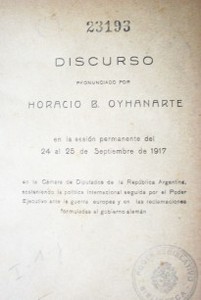 23193
DISCURSO
PRONUNCIADO POR
HORACIO B. OYHANARTE
en la sesión permanente del
24 al 25 de Septiembre de 1917
en la Cámara de Diputados de la República Argentina,
sosteniendo la política internacional seguida por el Poder
Ejecutivo ante la guerra europea y en las reclamaciones
formuladas al gobierno alemán